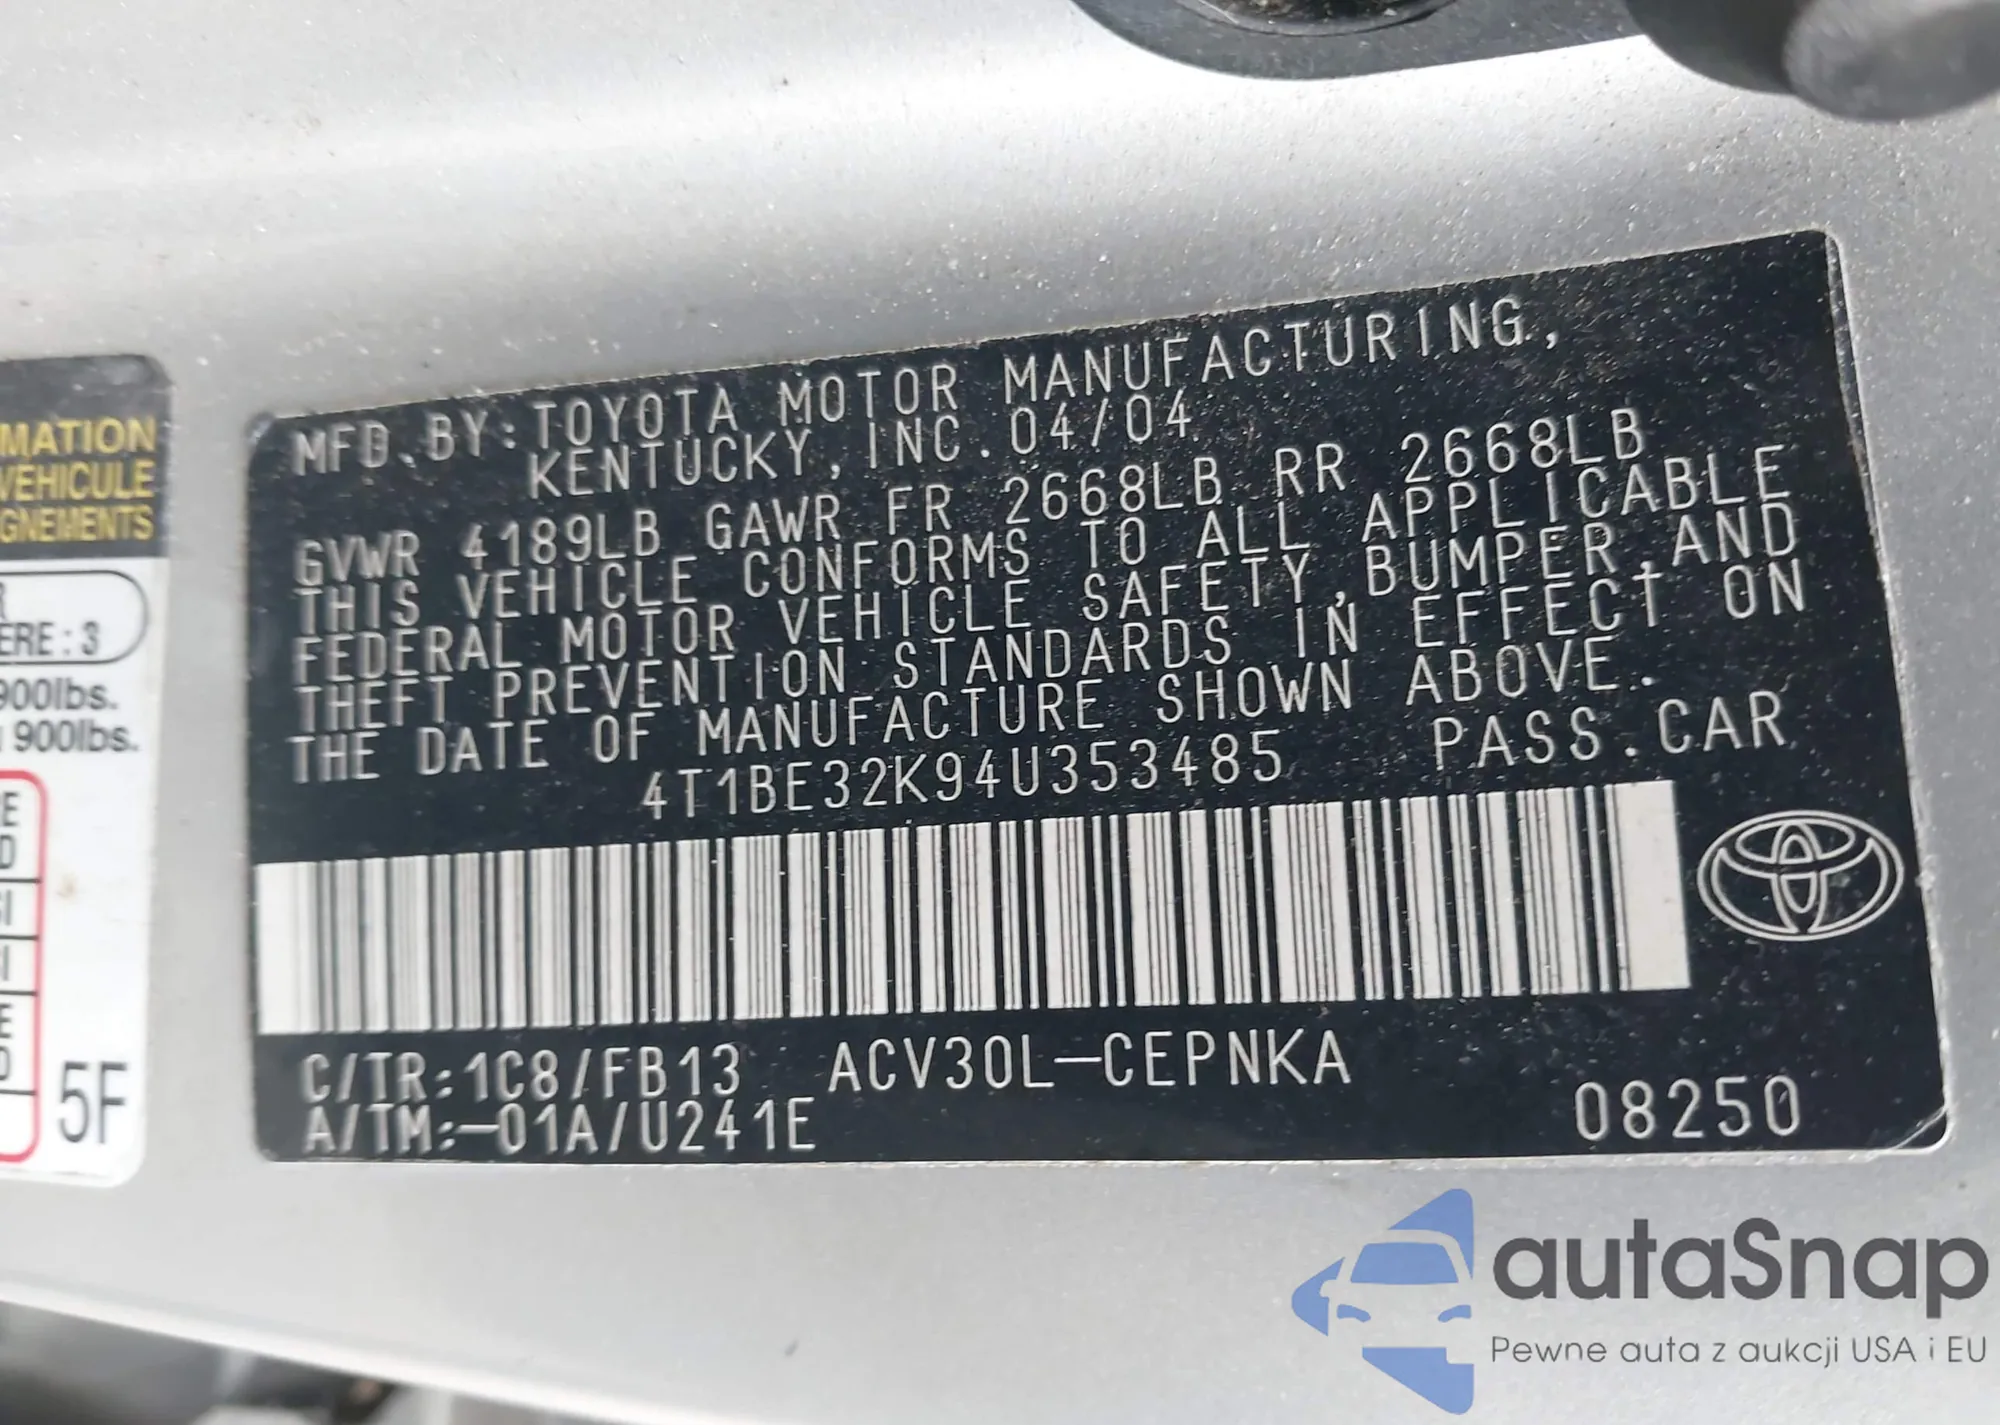 MFD.BY:TOYOTA MOTOR MANUFACTURING,
KENTUCKY, INC. 04/04
GVWR 4189LB GAWR FR 2668LB RR 2668LB
THIS VEHICLE CONFORMS TO ALL APPLICABLE
FEDERAL MOTOR VEHICLE SAFETY,BUMPER,AND
THEFT PREVENTION STANDARDS IN EFFECT ON
THE DATE OF MANUFACTURE SHOWN ABOVE.
4T1BE32K94U353485 PASS.CAR
C/TR:1C8/FB13 ACV30L-CEPNKA
A/TM:-01A/U241E 08250
MATION
VEHICULE
GNEMENTS
ERE : 3
900lbs.
900lbs.
5F
autaSnap
Pewne auta z aukcji USA i EU